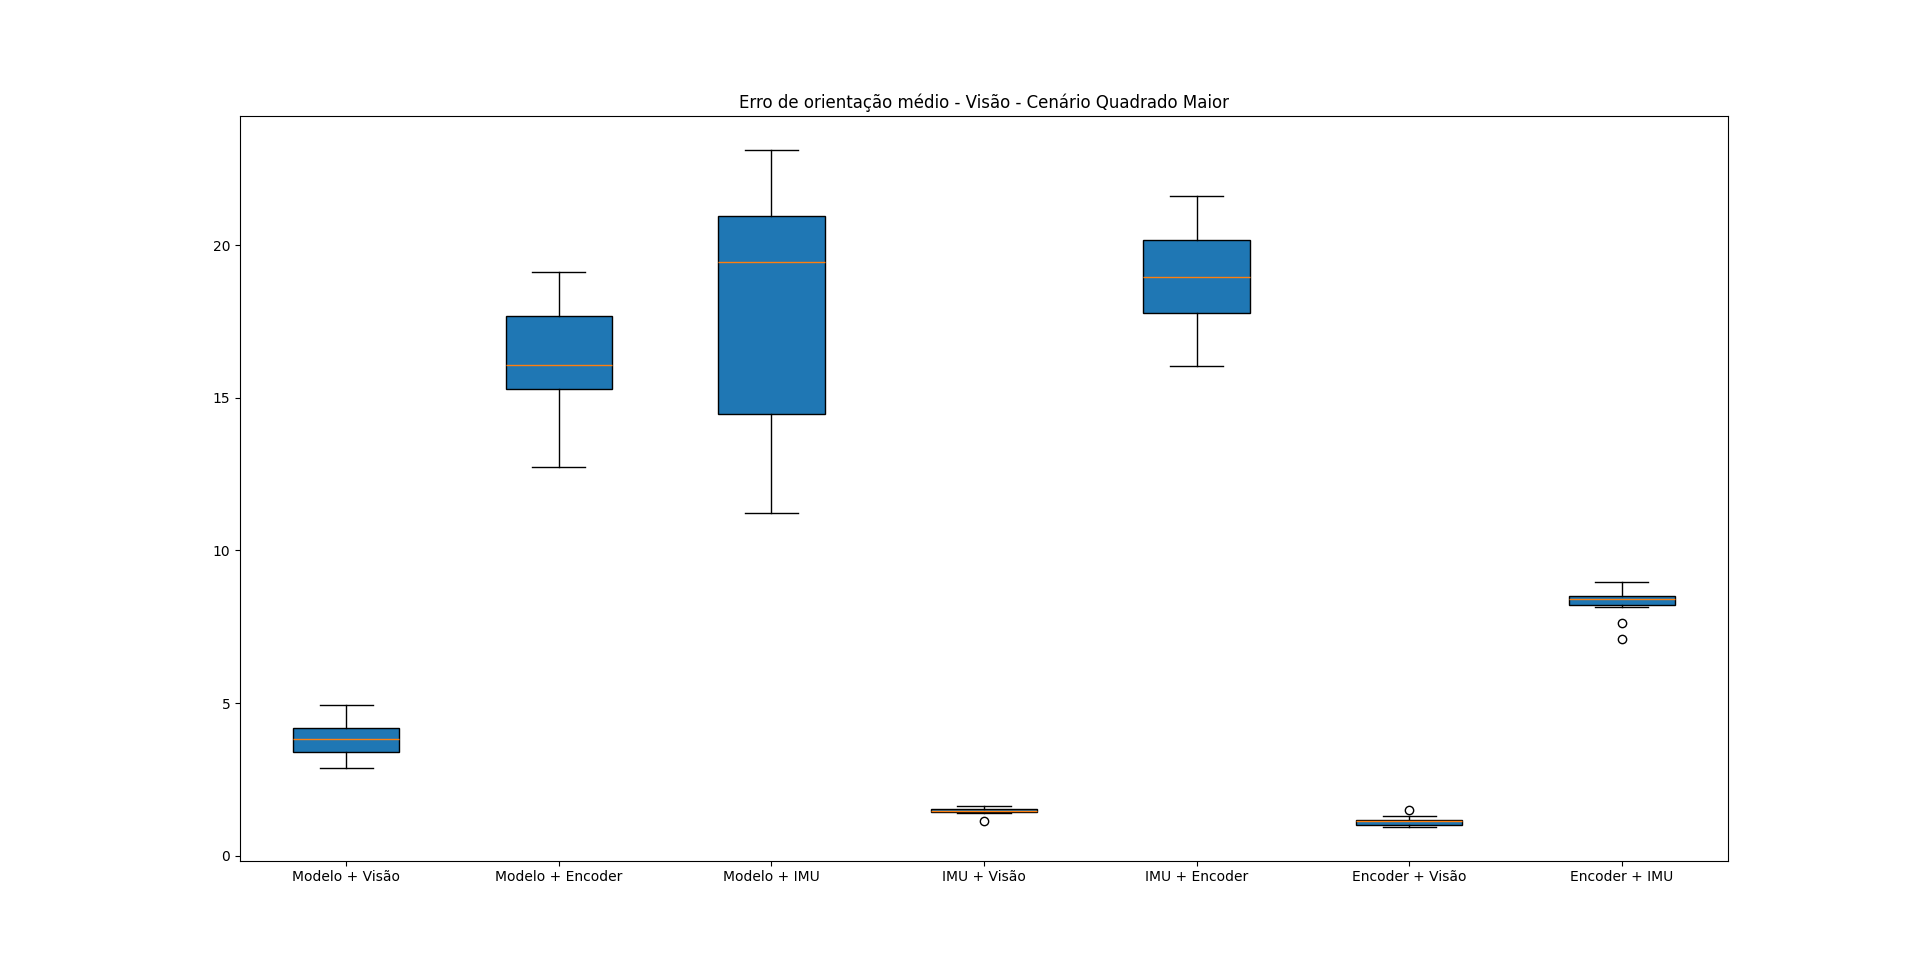 Erro de orientação médio - Visão - Cenário Quadrado Maior
20
15
10
5
0
Modelo + Visão Modelo + Encoder Modelo + IMU IMU + Visão IMU + Encoder Encoder + Visão Encoder + IMU